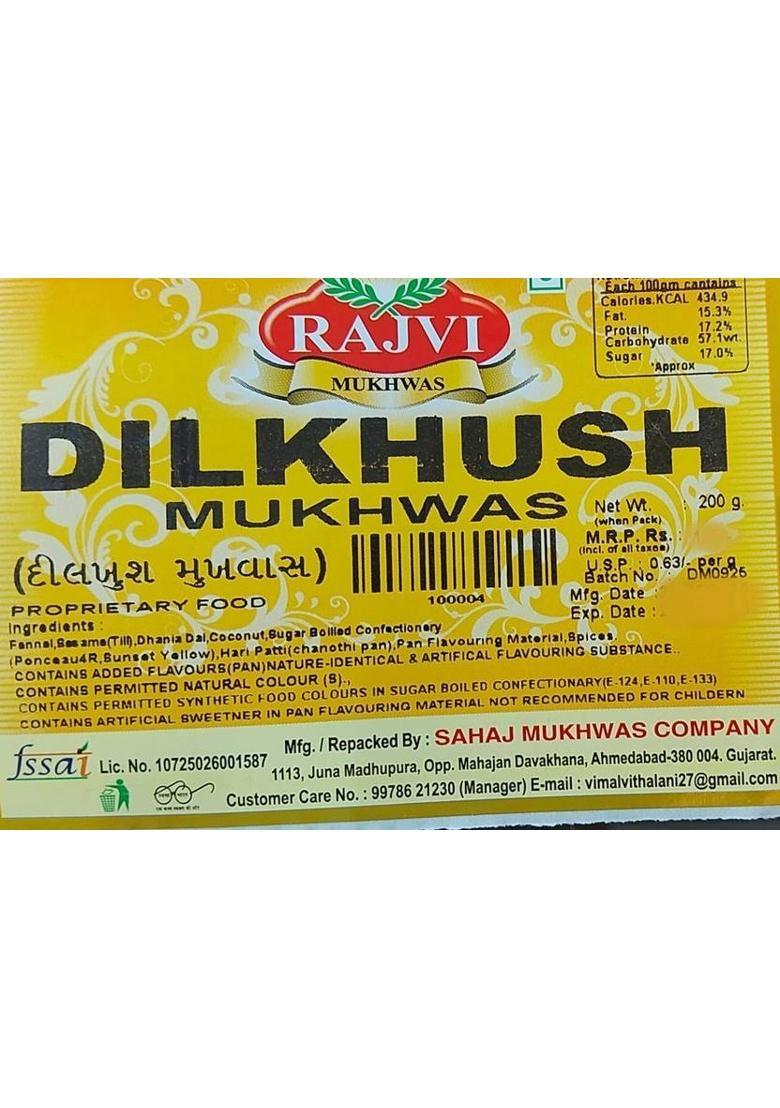 RAJVI
MUKHWAS
Each 100gm cantains
Calories.KCAL 434.9
Fat. 15.3%
Protein 17.2%
Carbohydrate 57.1wt.
Sugar 17.0%
*Approx
DILKHUSH
MUKHWAS
(દીલખુશ મુખવાસ)
100004
Net Wt. : 200 g.
(when Pack)
M.R.P. Rs. :
(incl. of all taxes)
U.S.P. : 0.63/- per g
Batch No. : DM0925
Mfg. Date :
Exp. Date :
PROPRIETARY FOOD
Ingredients :
Fennel,Sesame(Till),Dhania Dal,Coconut,Sugar Boillied Confectionary
(Ponceau4R,Sunset Yellow),Hari Patti(chanothi pan),Pan Flavouring Material,Spices.
CONTAINS ADDED FLAVOURS(PAN)NATURE-IDENTICAL & ARTIFICAL FLAVOURING SUBSTANCE..
CONTAINS PERMITTED NATURAL COLOUR (S).,
CONTAINS PERMITTED SYNTHETIC FOOD COLOURS IN SUGAR BOILED CONFECTIONARY(E-124,E-110,E-133)
CONTAINS ARTIFICIAL SWEETNER IN PAN FLAVOURING MATERIAL NOT RECOMMENDED FOR CHILDERN
fssai Lic. No. 10725026001587
Mfg. / Repacked By : SAHAJ MUKHWAS COMPANY
1113, Juna Madhupura, Opp. Mahajan Davakhana, Ahmedabad-380 004. Gujarat.
Customer Care No. : 99786 21230 (Manager) E-mail : vimalvithalani27@gmail.com